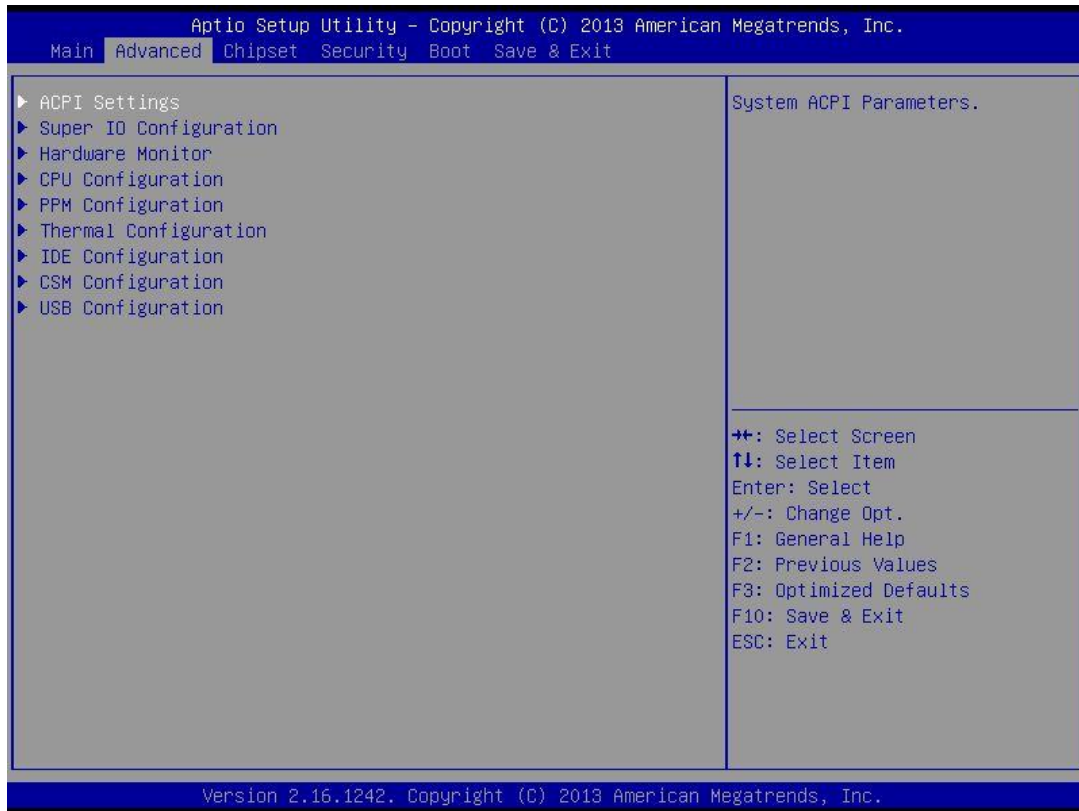 Aptio Setup Utility – Copyright (C) 2013 American Megatrends, Inc.
Main Advanced Chipset Security Boot Save & Exit
ACPI Settings
Super IO Configuration
Hardware Monitor
CPU Configuration
PPM Configuration
Thermal Configuration
IDE Configuration
CSM Configuration
USB Configuration
System ACPI Parameters.
→←: Select Screen
↑↓: Select Item
Enter: Select
+/-: Change Opt.
F1: General Help
F2: Previous Values
F3: Optimized Defaults
F10: Save & Exit
ESC: Exit
Version 2.16.1242. Copyright (C) 2013 American Megatrends, Inc.